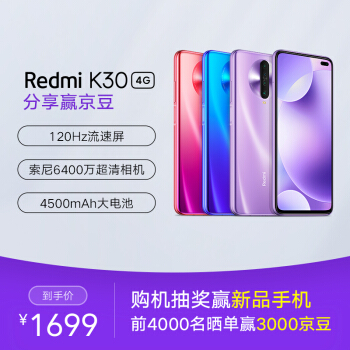 Redmi K30 4G
分享赢京豆
120Hz流速屏
索尼6400万超清相机
4500mAh大电池
Redmi
到手价
¥1699
购机抽奖赢新品手机
前4000名晒单赢3000京豆